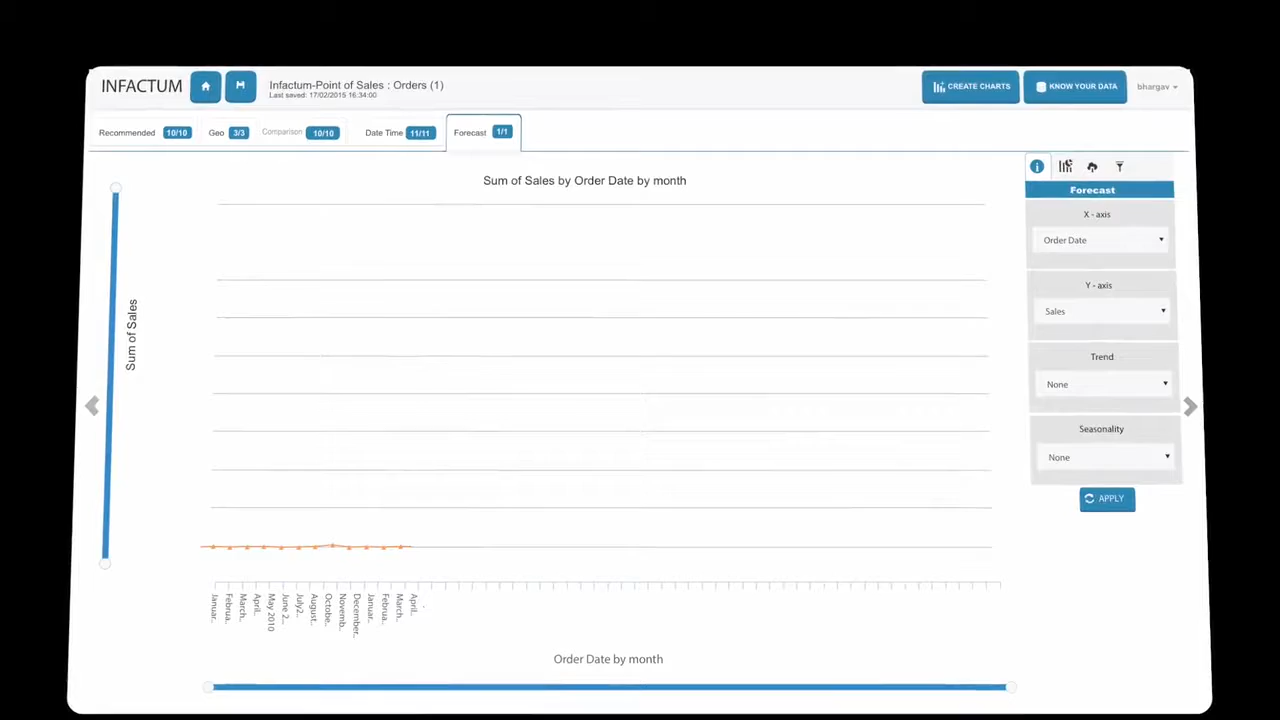 INFACTUM
Infactum-Point of Sales : Orders (1)
Last saved: 17/02/2015 16:34:00
CREATE CHARTS
KNOW YOUR DATA
bhargav
Recommended 10/10
Geo 3/3
Comparison 10/10
Date Time 11/11
Forecast 1/1
Sum of Sales by Order Date by month
Sum of Sales
Forecast
X - axis
Order Date
Y - axis
Sales
Trend
None
Seasonality
None
APPLY
Januar..
Februa..
March..
April..
May 2010
June 2..
July2..
August..
Octobe..
Novemb..
December..
Januar..
Februa..
March..
April..
Order Date by month